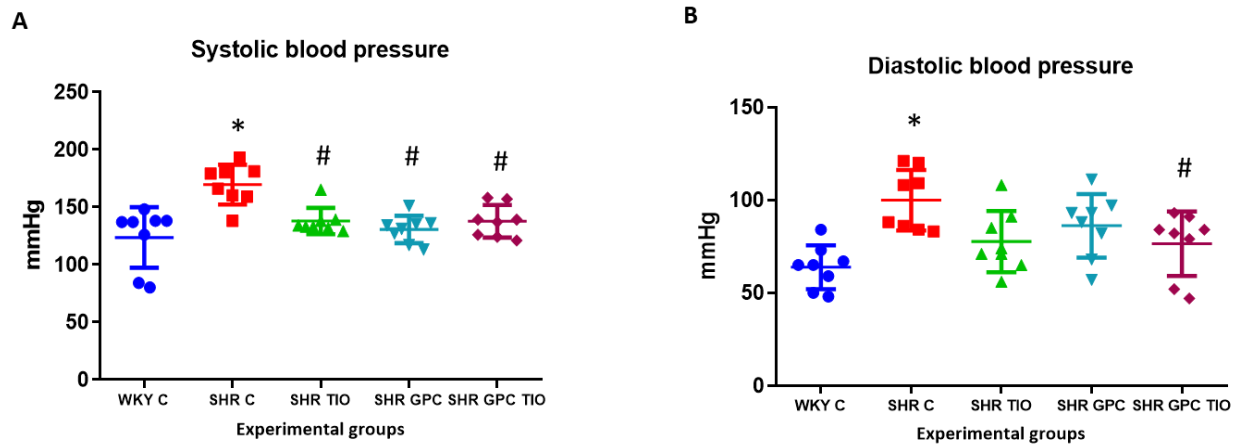 A
Systolic blood pressure
250
200
150
100
50
0
mmHg
*
#
#
#
WKY C SHR C SHR TIO SHR GPC SHR GPC TIO
Experimental groups
B
Diastolic blood pressure
150
100
50
0
mmHg
*
#
WKY C SHR C SHR TIO SHR GPC SHR GPC TIO
Experimental groups